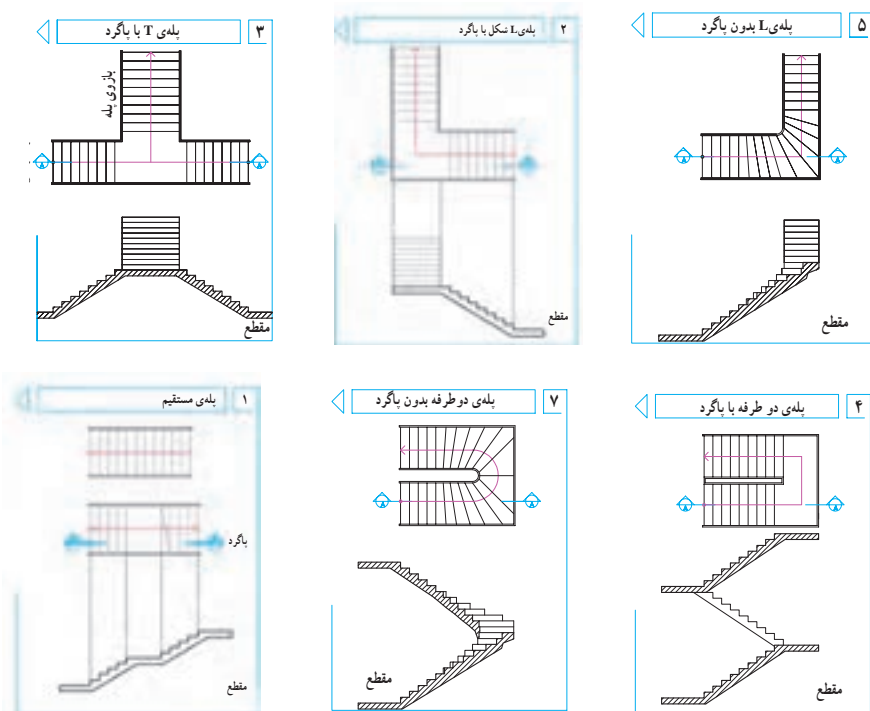 ۵ پله‌ی L بدون پاگرد
مقطع
۲ پله‌ی L شکل با پاگرد
مقطع
۳ پله‌ی T با پاگرد
بازوی پله
مقطع
۴ پله‌ی دو طرفه با پاگرد
مقطع
۷ پله‌ی دوطرفه بدون پاگرد
مقطع
۱ پله‌ی مستقیم
پاگرد
مقطع